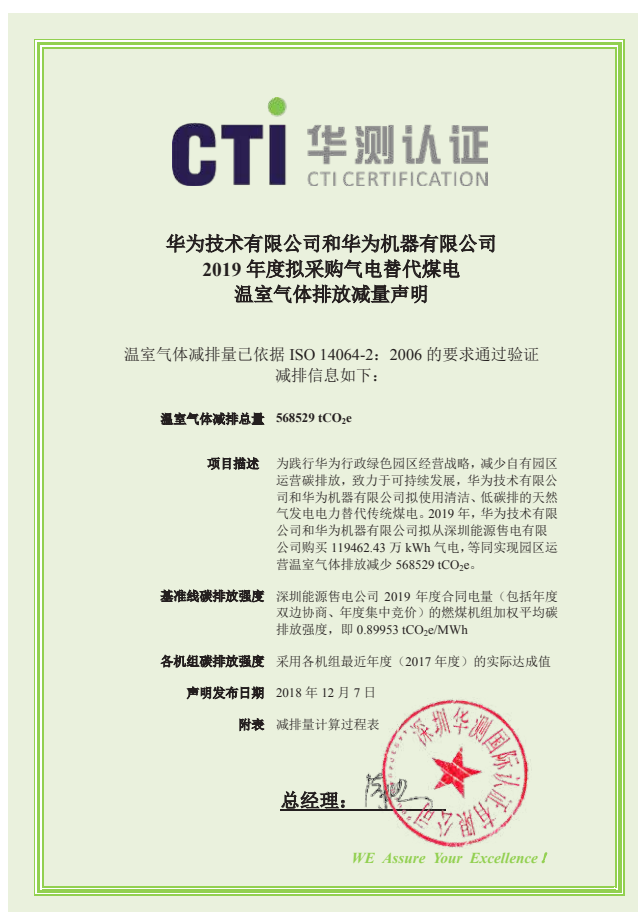 CTI 华测认证
CTI CERTIFICATION
华为技术有限公司和华为机器有限公司
2019 年度拟采购气电替代煤电
温室气体排放减量声明
温室气体减排量已依据 ISO 14064-2：2006 的要求通过验证
减排信息如下：
温室气体减排总量 568529 tCO₂e
项目描述 为践行华为行政绿色园区经营战略，减少自有园区
运营碳排放，致力于可持续发展，华为技术有限公
司和华为机器有限公司拟使用清洁、低碳排的天然
气发电电力替代传统煤电。2019 年，华为技术有限
公司和华为机器有限公司拟从深圳能源售电有限
公司购买 119462.43 万 kWh 气电，等同实现园区运
营温室气体排放减少 568529 tCO₂e。
基准线碳排放强度 深圳能源售电公司 2019 年度合同电量（包括年度
双边协商、年度集中竞价）的燃煤机组加权平均碳
排放强度，即 0.89953 tCO₂e/MWh
各机组碳排放强度 采用各机组最近年度（2017 年度）的实际达成值
声明发布日期 2018 年 12 月 7 日
附表 减排量计算过程表
深圳华测国际认证有限公司
总经理：
WE Assure Your Excellence !